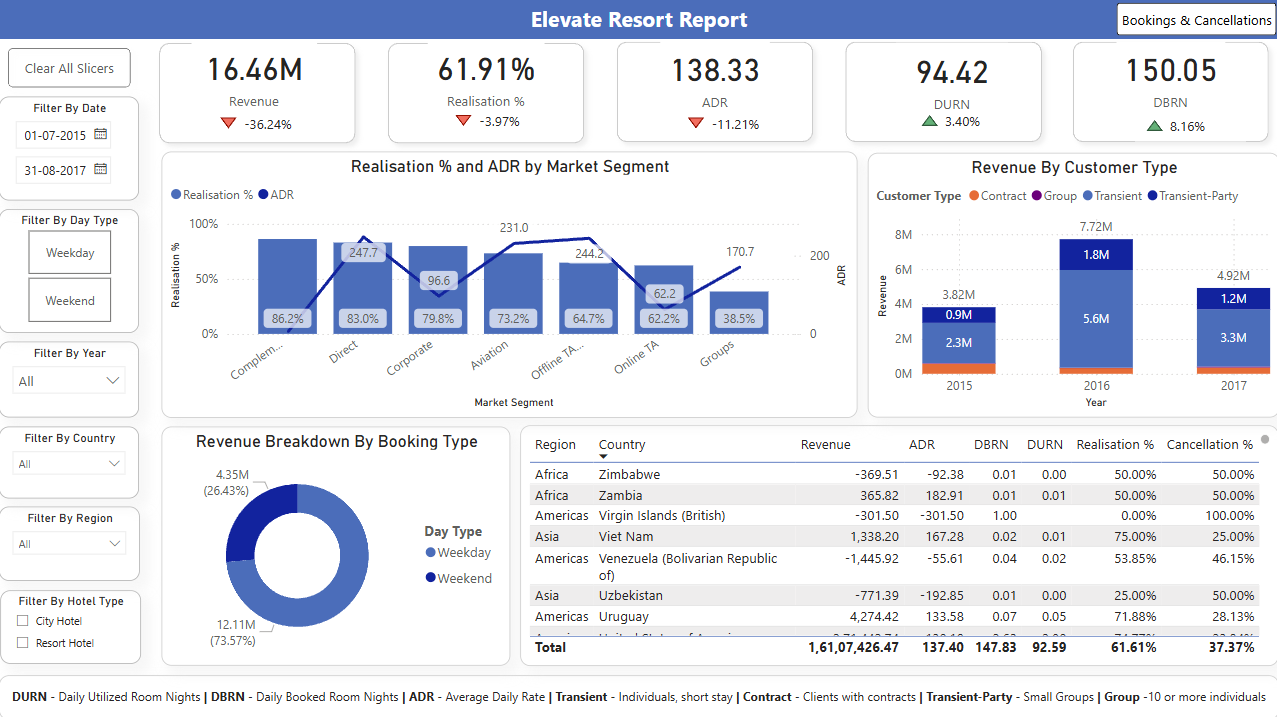 Elevate Resort Report
Bookings & Cancellations
Clear All Slicers
Filter By Date
01-07-2015
31-08-2017
Filter By Day Type
Weekday
Weekend
Filter By Year
All
Filter By Country
All
Filter By Region
All
Filter By Hotel Type
City Hotel
Resort Hotel
16.46M
Revenue
-36.24%
61.91%
Realisation %
-3.97%
138.33
ADR
-11.21%
94.42
DURN
3.40%
150.05
DBRN
8.16%
Realisation % and ADR by Market Segment
Realisation % ADR
100%
50%
0%
Realisation %
247.7
96.6
231.0
244.2
62.2
170.7
86.2%
83.0%
79.8%
73.2%
64.7%
62.2%
38.5%
200
0
ADR
Complem...
Direct
Corporate
Aviation
Offline TA...
Online TA
Groups
Market Segment
Revenue By Customer Type
Customer Type Contract Group Transient Transient-Party
8M
6M
4M
2M
0M
Revenue
3.82M
0.9M
2.3M
7.72M
1.8M
5.6M
4.92M
1.2M
3.3M
2015 2016 2017
Year
Revenue Breakdown By Booking Type
4.35M
(26.43%)
12.11M
(73.57%)
Day Type
Weekday
Weekend
Region Country Revenue ADR DBRN DURN Realisation % Cancellation %
Africa Zimbabwe -369.51 -92.38 0.01 0.00 50.00% 50.00%
Africa Zambia 365.82 182.91 0.01 0.01 50.00% 50.00%
Americas Virgin Islands (British) -301.50 -301.50 1.00 0.00% 100.00%
Asia Viet Nam 1,338.20 167.28 0.02 0.01 75.00% 25.00%
Americas Venezuela (Bolivarian Republic -1,445.92 -55.61 0.04 0.02 53.85% 46.15%
of)
Asia Uzbekistan -771.39 -192.85 0.01 0.00 25.00% 50.00%
Americas Uruguay 4,274.42 133.58 0.07 0.05 71.88% 28.13%
Total 1,61,07,426.47 137.40 147.83 92.59 61.61% 37.37%
DURN - Daily Utilized Room Nights | DBRN - Daily Booked Room Nights | ADR - Average Daily Rate | Transient - Individuals, short stay | Contract - Clients with contracts | Transient-Party - Small Groups | Group -10 or more individuals